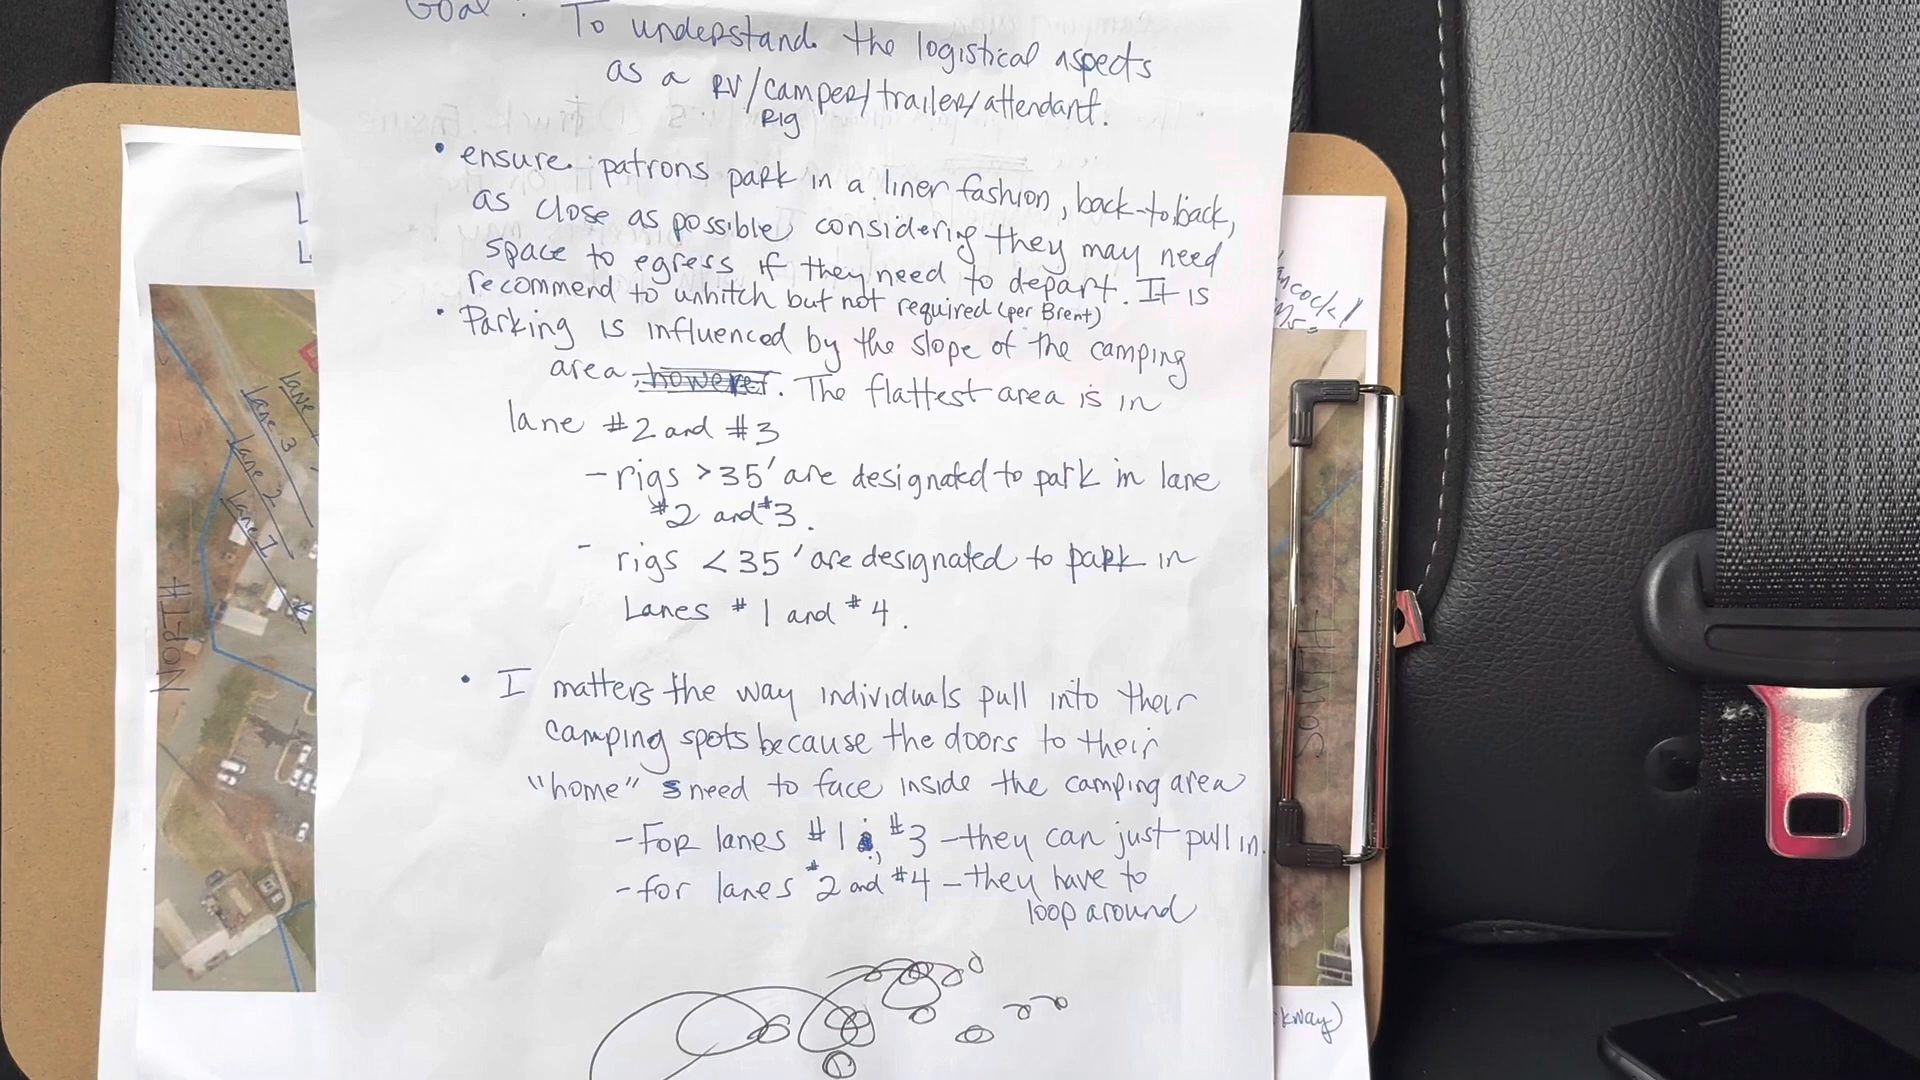 Goal : To understand the logistical aspects
as a RV/camper/trailer/attendant.
Rig
• ensure patrons park in a liner fashion, back-to-back,
as close as possible considering they may need
space to egress if they need to depart. It is
recommend to unhitch but not required (per Brent)
• Parking is influenced by the slope of the camping
area, however. The flattest area is in
lane #2 and #3
- rigs >35' are designated to park in lane
#2 and #3.
- rigs <35' are designated to park in
Lanes #1 and #4.
• I matters the way individuals pull into their
camping spots because the doors to their
"home" s need to face inside the camping area
- For lanes #1 , #3 - they can just pull in.
- for lanes #2 and #4 - they have to
loop around
Lane 3
Lane 2
Lane 1
NORTH
SOUTH